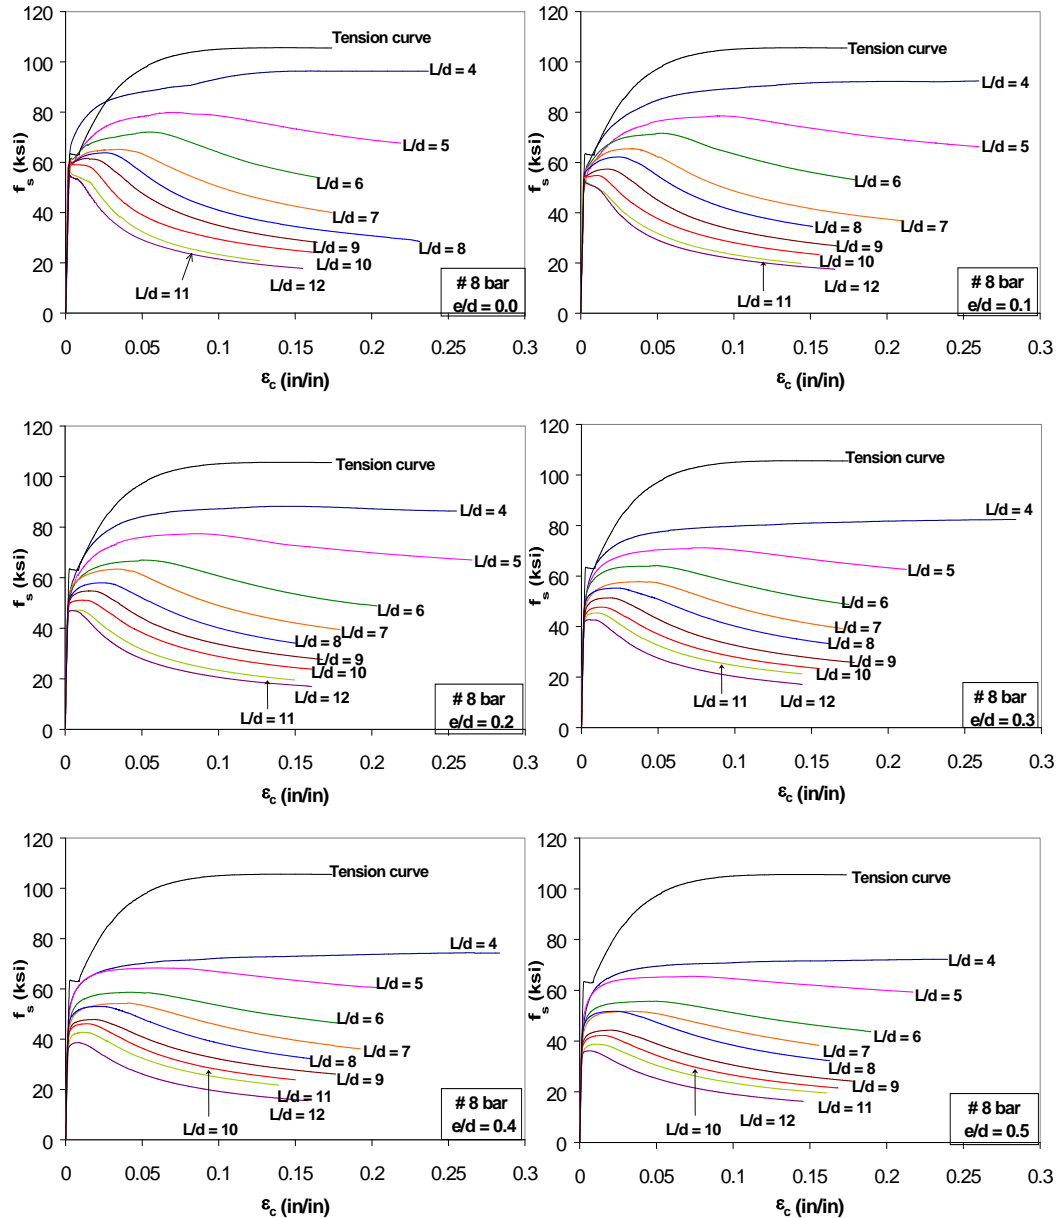 120
100
80
60
40
20
0
f_s (ksi)
Tension curve
L/d = 4
L/d = 5
L/d = 6
L/d = 7
L/d = 8
L/d = 9
L/d = 10
L/d = 11
L/d = 12
# 8 bar
e/d = 0.0
0 0.05 0.1 0.15 0.2 0.25 0.3
ε_c (in/in)
120
100
80
60
40
20
0
f_s (ksi)
Tension curve
L/d = 4
L/d = 5
L/d = 6
L/d = 7
L/d = 8
L/d = 9
L/d = 10
L/d = 11
L/d = 12
# 8 bar
e/d = 0.1
0 0.05 0.1 0.15 0.2 0.25 0.3
ε_c (in/in)
120
100
80
60
40
20
0
f_s (ksi)
Tension curve
L/d = 4
L/d = 5
L/d = 6
L/d = 7
L/d = 8
L/d = 9
L/d = 10
L/d = 12
L/d = 11
# 8 bar
e/d = 0.2
0 0.05 0.1 0.15 0.2 0.25 0.3
ε_c (in/in)
120
100
80
60
40
20
0
f_s (ksi)
Tension curve
L/d = 4
L/d = 5
L/d = 6
L/d = 7
L/d = 8
L/d = 9
L/d = 10
L/d = 11
L/d = 12
# 8 bar
e/d = 0.3
0 0.05 0.1 0.15 0.2 0.25 0.3
ε_c (in/in)
120
100
80
60
40
20
0
f_s (ksi)
Tension curve
L/d = 4
L/d = 5
L/d = 6
L/d = 7
L/d = 8
L/d = 9
L/d = 11
L/d = 12
L/d = 10
# 8 bar
e/d = 0.4
0 0.05 0.1 0.15 0.2 0.25 0.3
ε_c (in/in)
120
100
80
60
40
20
0
f_s (ksi)
Tension curve
L/d = 4
L/d = 5
L/d = 6
L/d = 7
L/d = 8
L/d = 9
L/d = 11
L/d = 10
L/d = 12
# 8 bar
e/d = 0.5
0 0.05 0.1 0.15 0.2 0.25 0.3
ε_c (in/in)